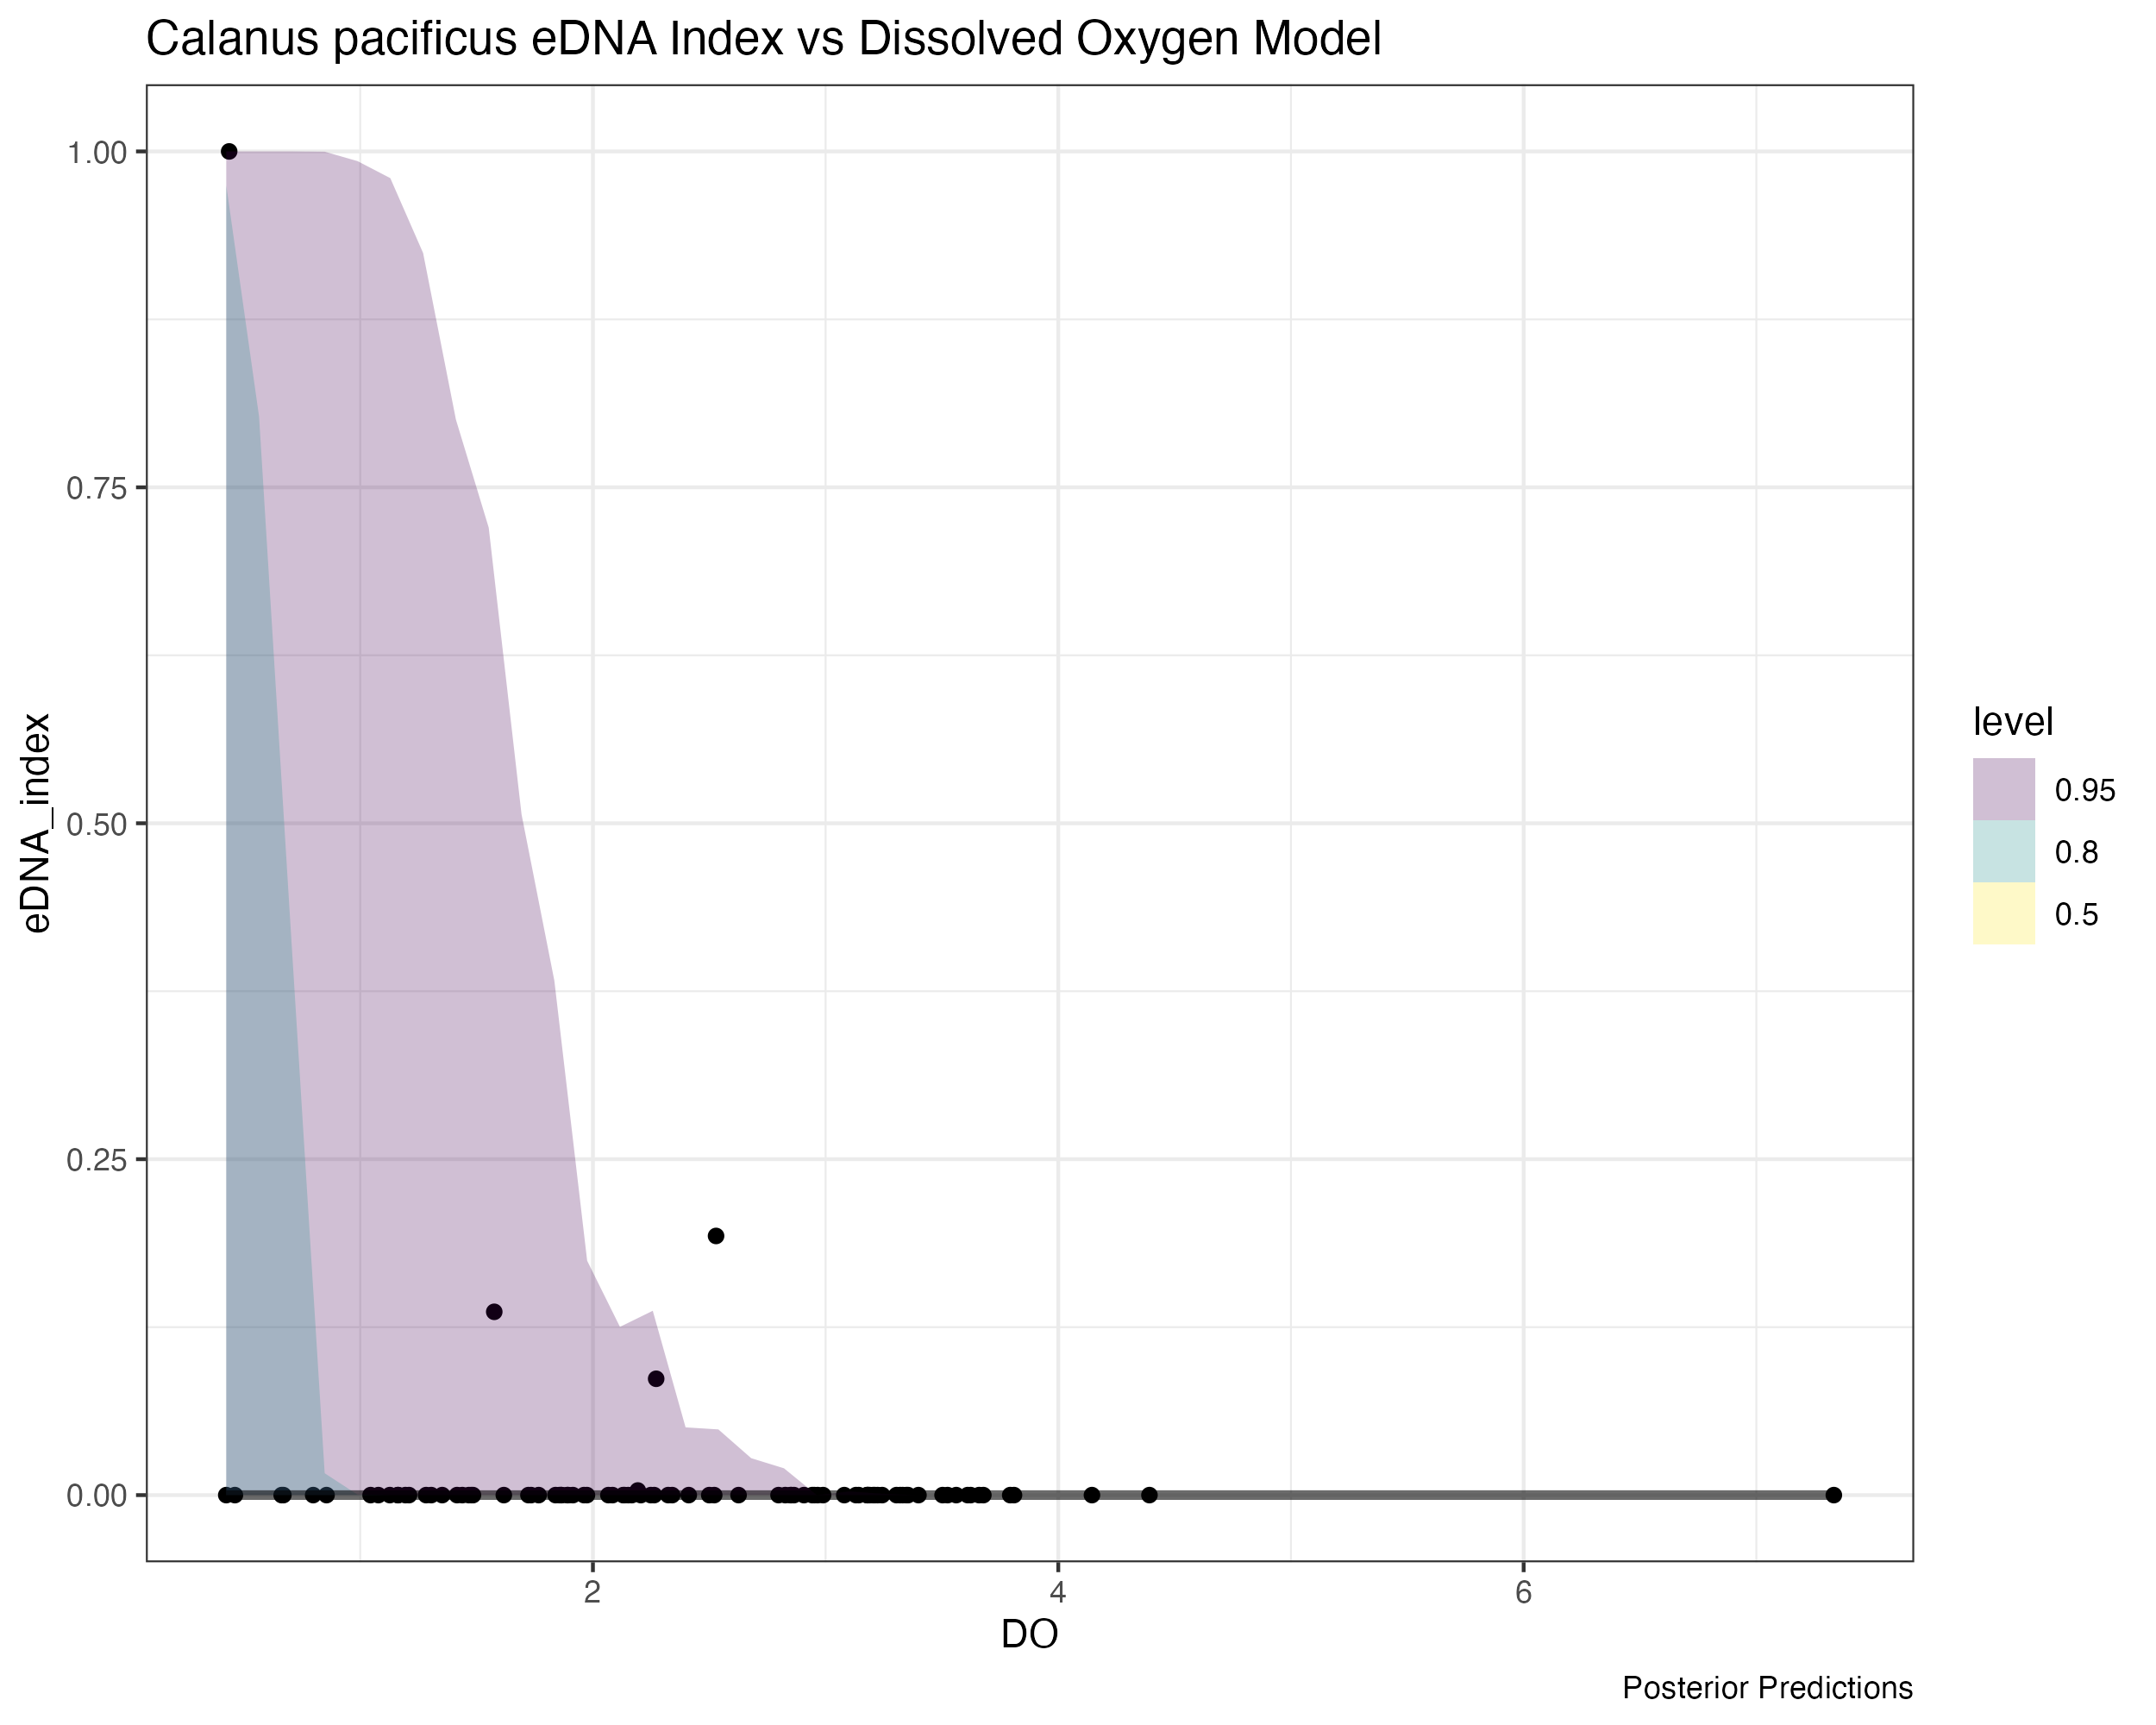 Calanus pacificus eDNA Index vs Dissolved Oxygen Model
1.00
0.75
0.50
0.25
0.00
eDNA_index
2
4
6
DO
level
0.95
0.8
0.5
Posterior Predictions